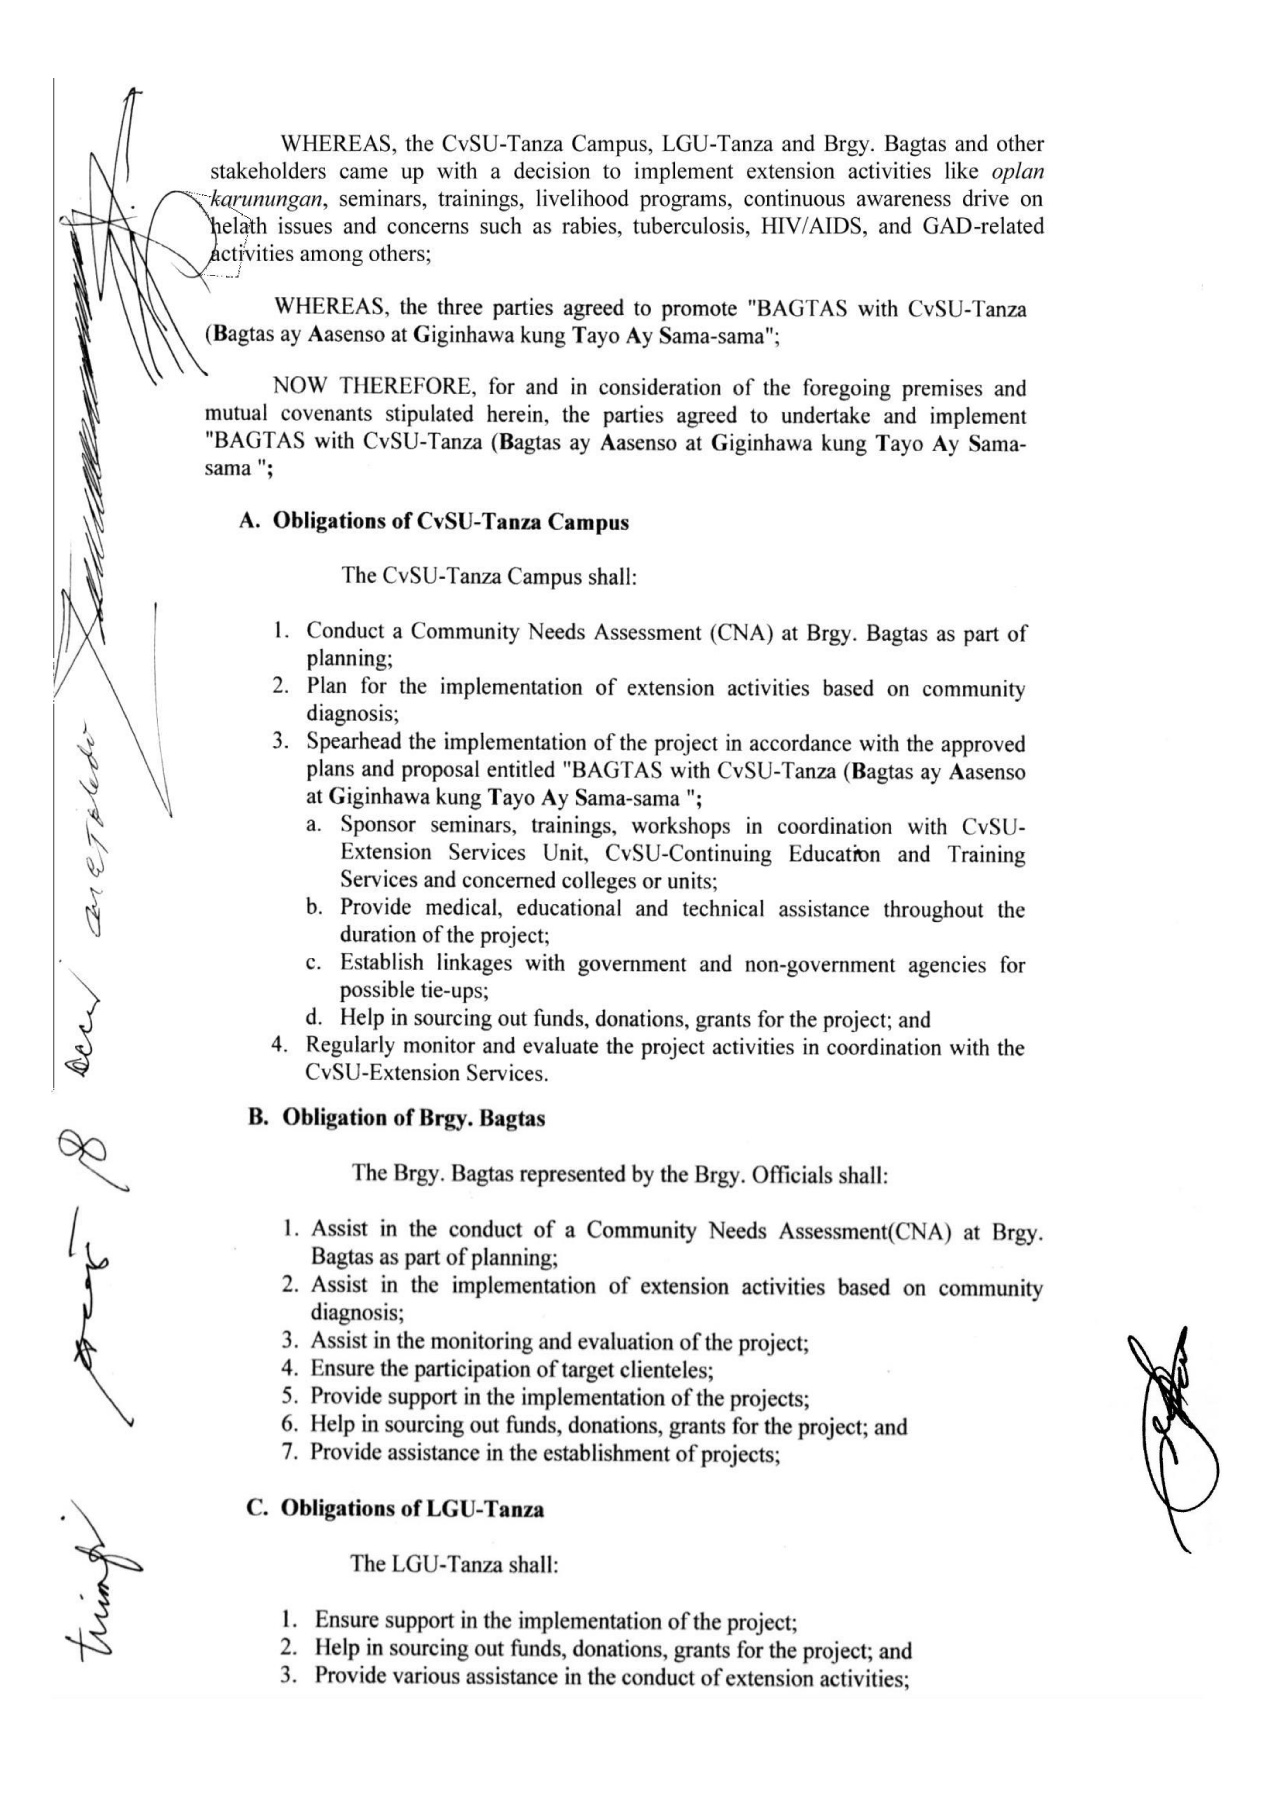 WHEREAS, the CvSU-Tanza Campus, LGU-Tanza and Brgy. Bagtas and other
stakeholders came up with a decision to implement extension activities like oplan
karunungan, seminars, trainings, livelihood programs, continuous awareness drive on
helath issues and concerns such as rabies, tuberculosis, HIV/AIDS, and GAD-related
activities among others;
WHEREAS, the three parties agreed to promote "BAGTAS with CvSU-Tanza
(Bagtas ay Aasenso at Giginhawa kung Tayo Ay Sama-sama";
NOW THEREFORE, for and in consideration of the foregoing premises and
mutual covenants stipulated herein, the parties agreed to undertake and implement
"BAGTAS with CvSU-Tanza (Bagtas ay Aasenso at Giginhawa kung Tayo Ay Sama-
sama ";
A. Obligations of CvSU-Tanza Campus
The CvSU-Tanza Campus shall:
1. Conduct a Community Needs Assessment (CNA) at Brgy. Bagtas as part of
planning;
2. Plan for the implementation of extension activities based on community
diagnosis;
3. Spearhead the implementation of the project in accordance with the approved
plans and proposal entitled "BAGTAS with CvSU-Tanza (Bagtas ay Aasenso
at Giginhawa kung Tayo Ay Sama-sama ";
a. Sponsor seminars, trainings, workshops in coordination with CvSU-
Extension Services Unit, CvSU-Continuing Education and Training
Services and concerned colleges or units;
b. Provide medical, educational and technical assistance throughout the
duration of the project;
c. Establish linkages with government and non-government agencies for
possible tie-ups;
d. Help in sourcing out funds, donations, grants for the project; and
4. Regularly monitor and evaluate the project activities in coordination with the
CvSU-Extension Services.
B. Obligation of Brgy. Bagtas
The Brgy. Bagtas represented by the Brgy. Officials shall:
1. Assist in the conduct of a Community Needs Assessment(CNA) at Brgy.
Bagtas as part of planning;
2. Assist in the implementation of extension activities based on community
diagnosis;
3. Assist in the monitoring and evaluation of the project;
4. Ensure the participation of target clienteles;
5. Provide support in the implementation of the projects;
6. Help in sourcing out funds, donations, grants for the project; and
7. Provide assistance in the establishment of projects;
C. Obligations of LGU-Tanza
The LGU-Tanza shall:
1. Ensure support in the implementation of the project;
2. Help in sourcing out funds, donations, grants for the project; and
3. Provide various assistance in the conduct of extension activities;